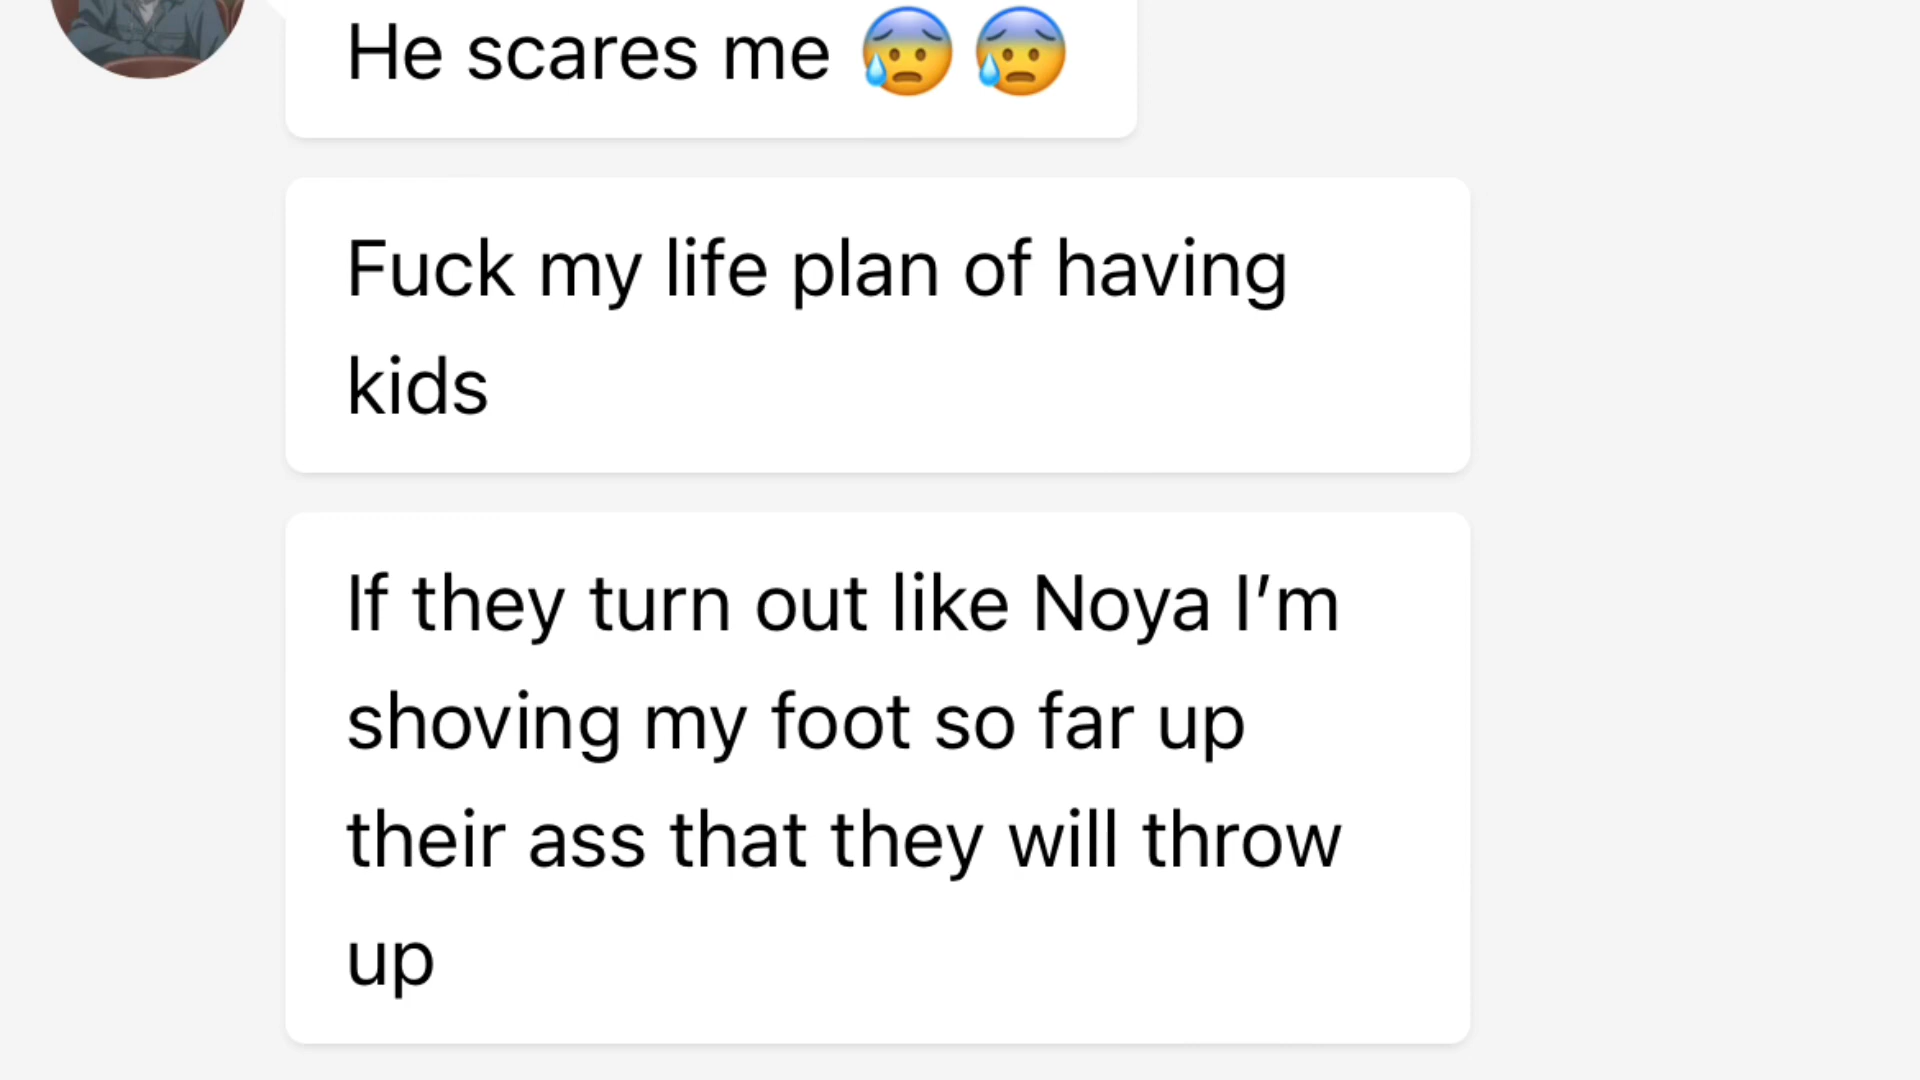 He scares me 😰😰
Fuck my life plan of having
kids
If they turn out like Noya I’m
shoving my foot so far up
their ass that they will throw
up